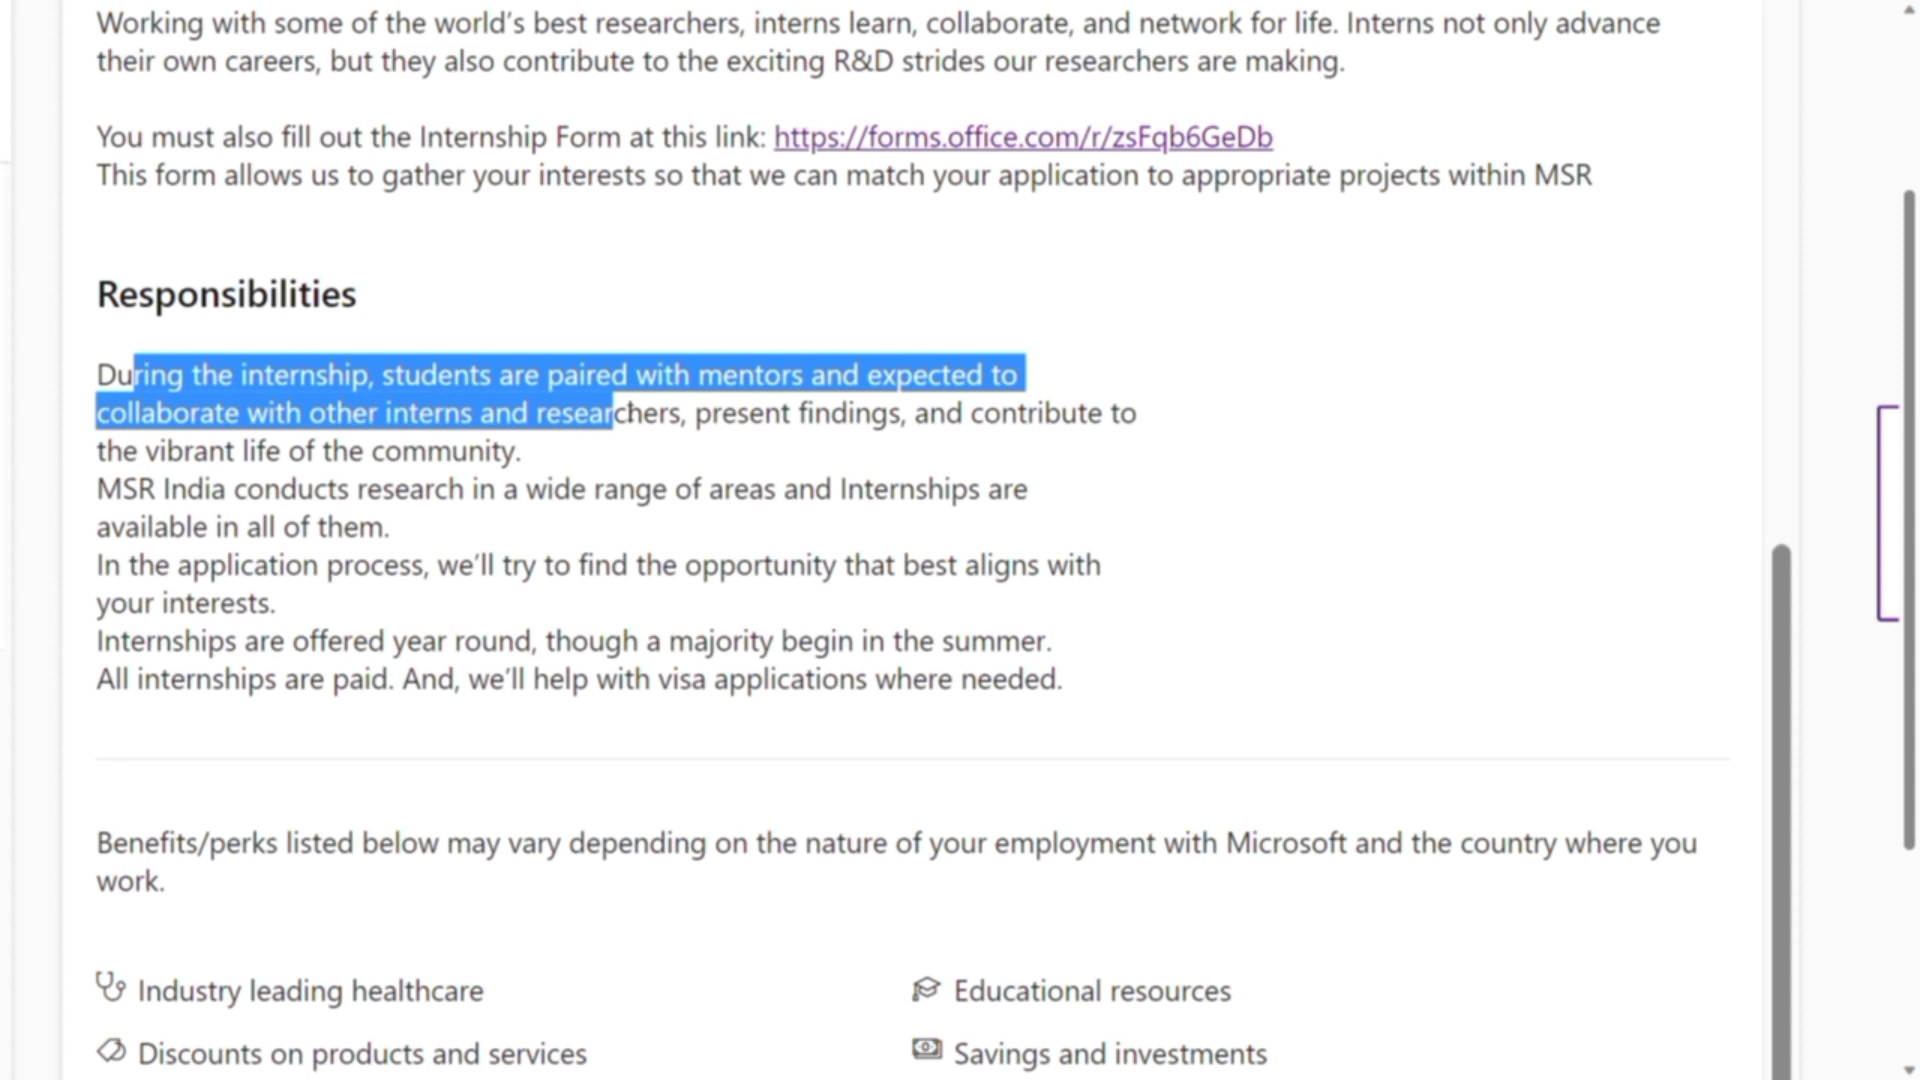 Working with some of the world's best researchers, interns learn, collaborate, and network for life. Interns not only advance
their own careers, but they also contribute to the exciting R&D strides our researchers are making.
You must also fill out the Internship Form at this link: https://forms.office.com/r/zsFqb6GeDb
This form allows us to gather your interests so that we can match your application to appropriate projects within MSR
Responsibilities
During the internship, students are paired with mentors and expected to
collaborate with other interns and researchers, present findings, and contribute to
the vibrant life of the community.
MSR India conducts research in a wide range of areas and Internships are
available in all of them.
In the application process, we'll try to find the opportunity that best aligns with
your interests.
Internships are offered year round, though a majority begin in the summer.
All internships are paid. And, we'll help with visa applications where needed.
Benefits/perks listed below may vary depending on the nature of your employment with Microsoft and the country where you
work.
Industry leading healthcare
Educational resources
Discounts on products and services
Savings and investments